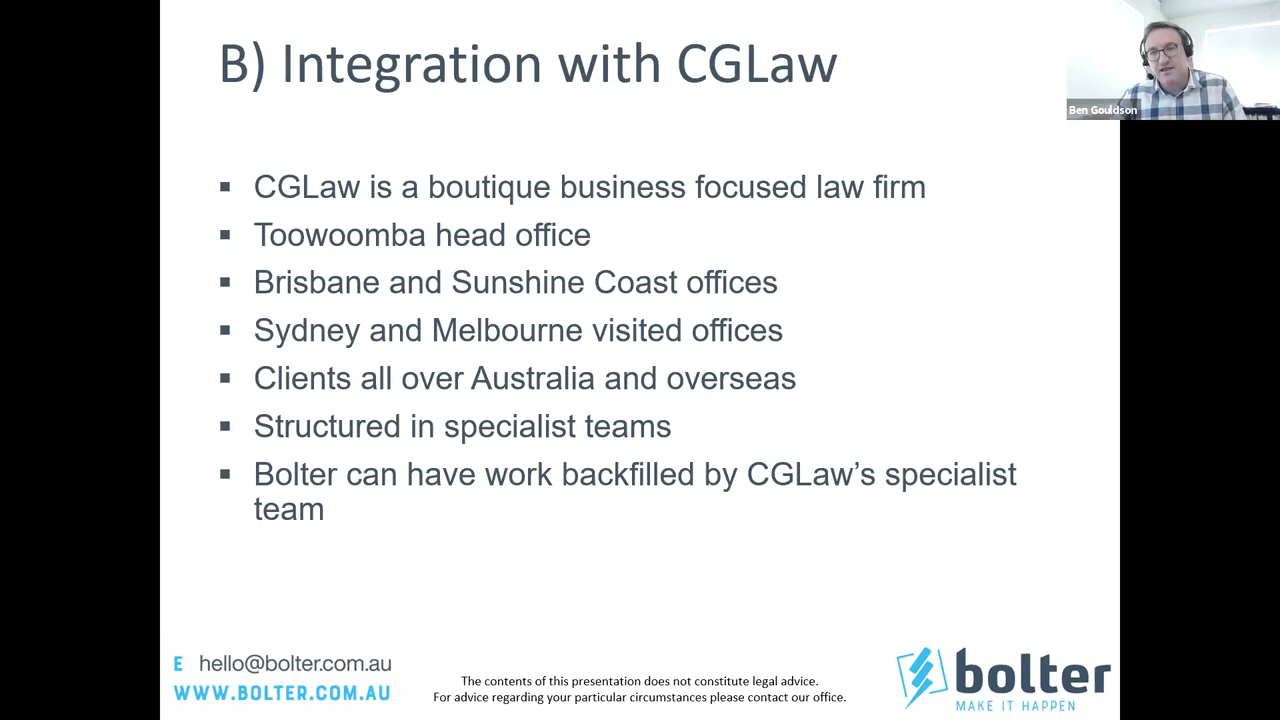 B) Integration with CGLaw
Ben Gouldson
▪ CGLaw is a boutique business focused law firm
▪ Toowoomba head office
▪ Brisbane and Sunshine Coast offices
▪ Sydney and Melbourne visited offices
▪ Clients all over Australia and overseas
▪ Structured in specialist teams
▪ Bolter can have work backfilled by CGLaw’s specialist
team
E hello@bolter.com.au
WWW.BOLTER.COM.AU
The contents of this presentation does not constitute legal advice.
For advice regarding your particular circumstances please contact our office.
bolter
MAKE IT HAPPEN